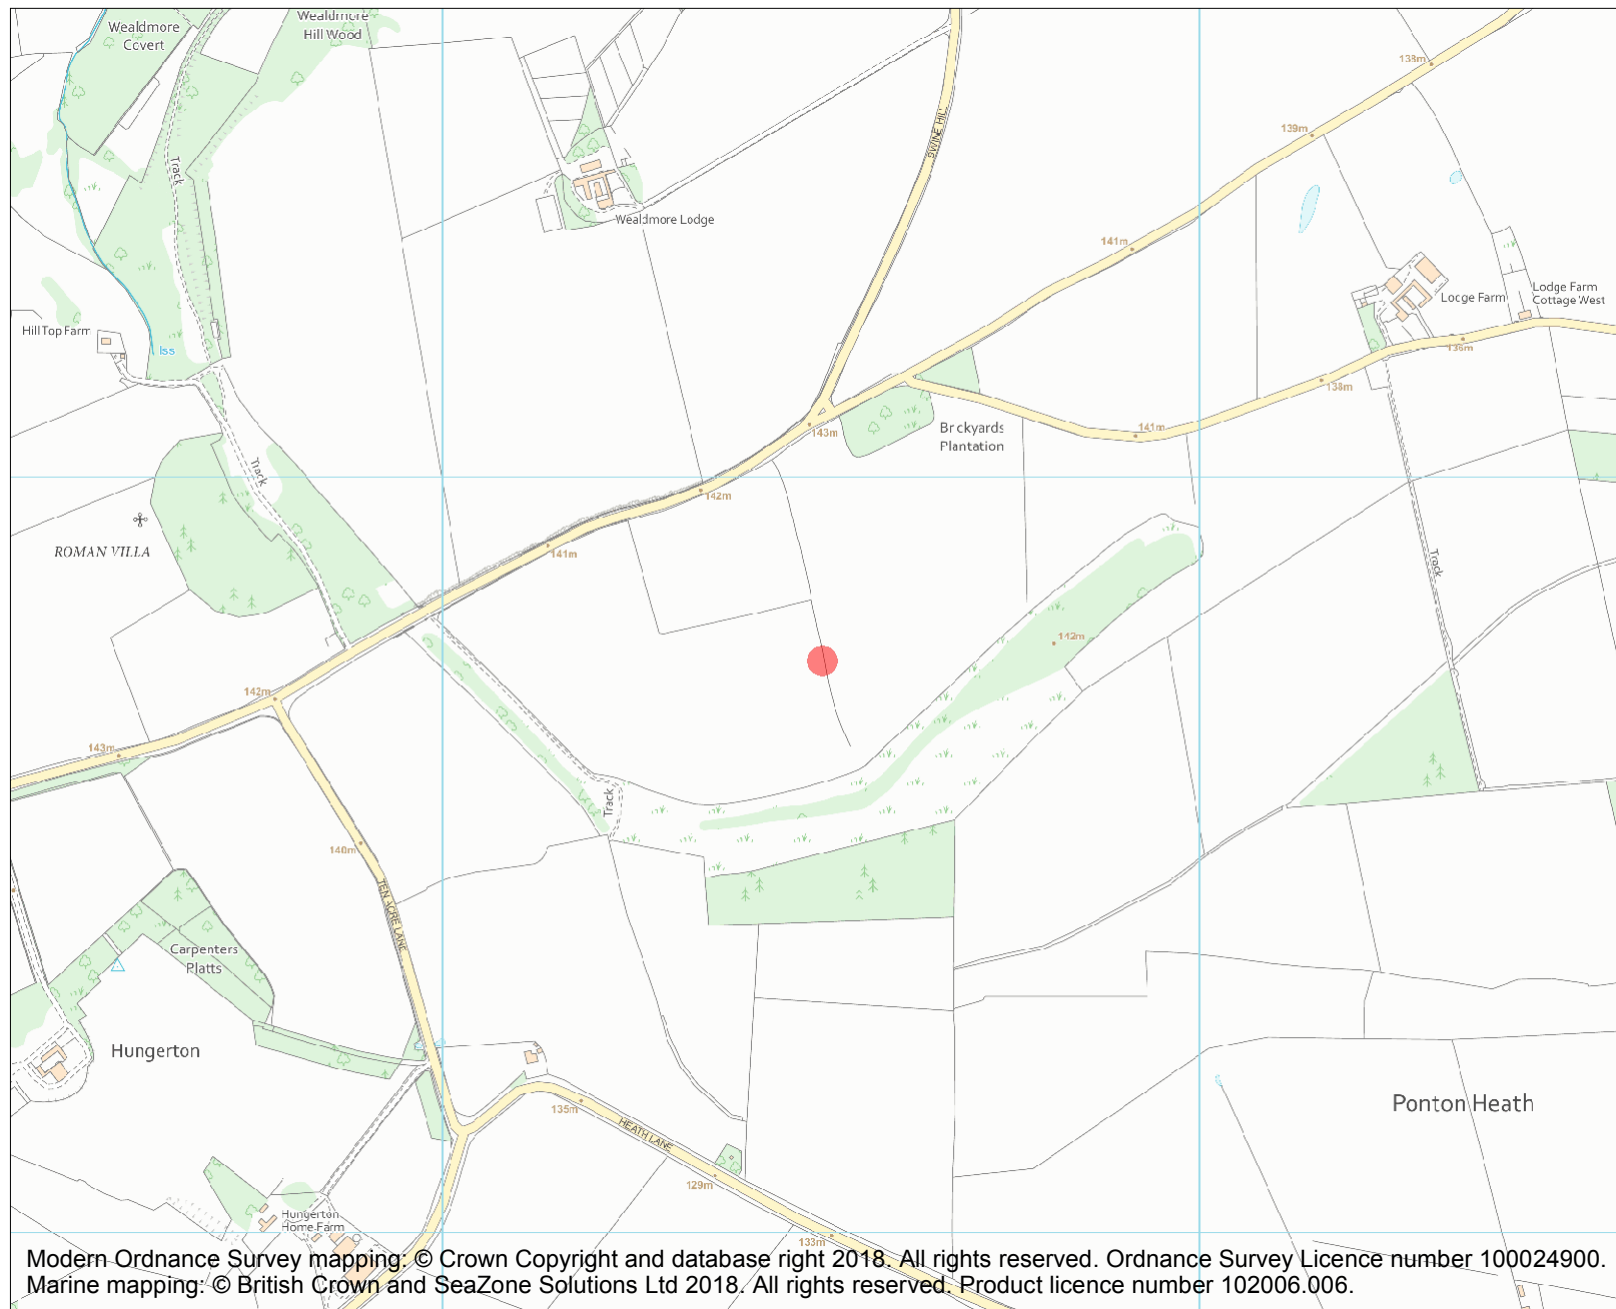 Wealdmore
Covert
Wealdmore
Hill Wood
138m
SWINE HILL
139m
Track
Wealdmore Lodge
141m
Lodge Farm
Lodge Farm
Cottage West
Hill Top Farm
Iss
136m
138m
143m
Brickyards
Plantation
141m
Track
142m
ROMAN VILLA
141m
Track
142m
142m
143m
Track
140m
TEN ACRE LANE
Carpenters
Platts
Hungerton
135m
HEATH LANE
Ponton Heath
129m
Hungerton
Home Farm
133m
Modern Ordnance Survey mapping: © Crown Copyright and database right 2018. All rights reserved. Ordnance Survey Licence number 100024900.
Marine mapping: © British Crown and SeaZone Solutions Ltd 2018. All rights reserved. Product licence number 102006.006.